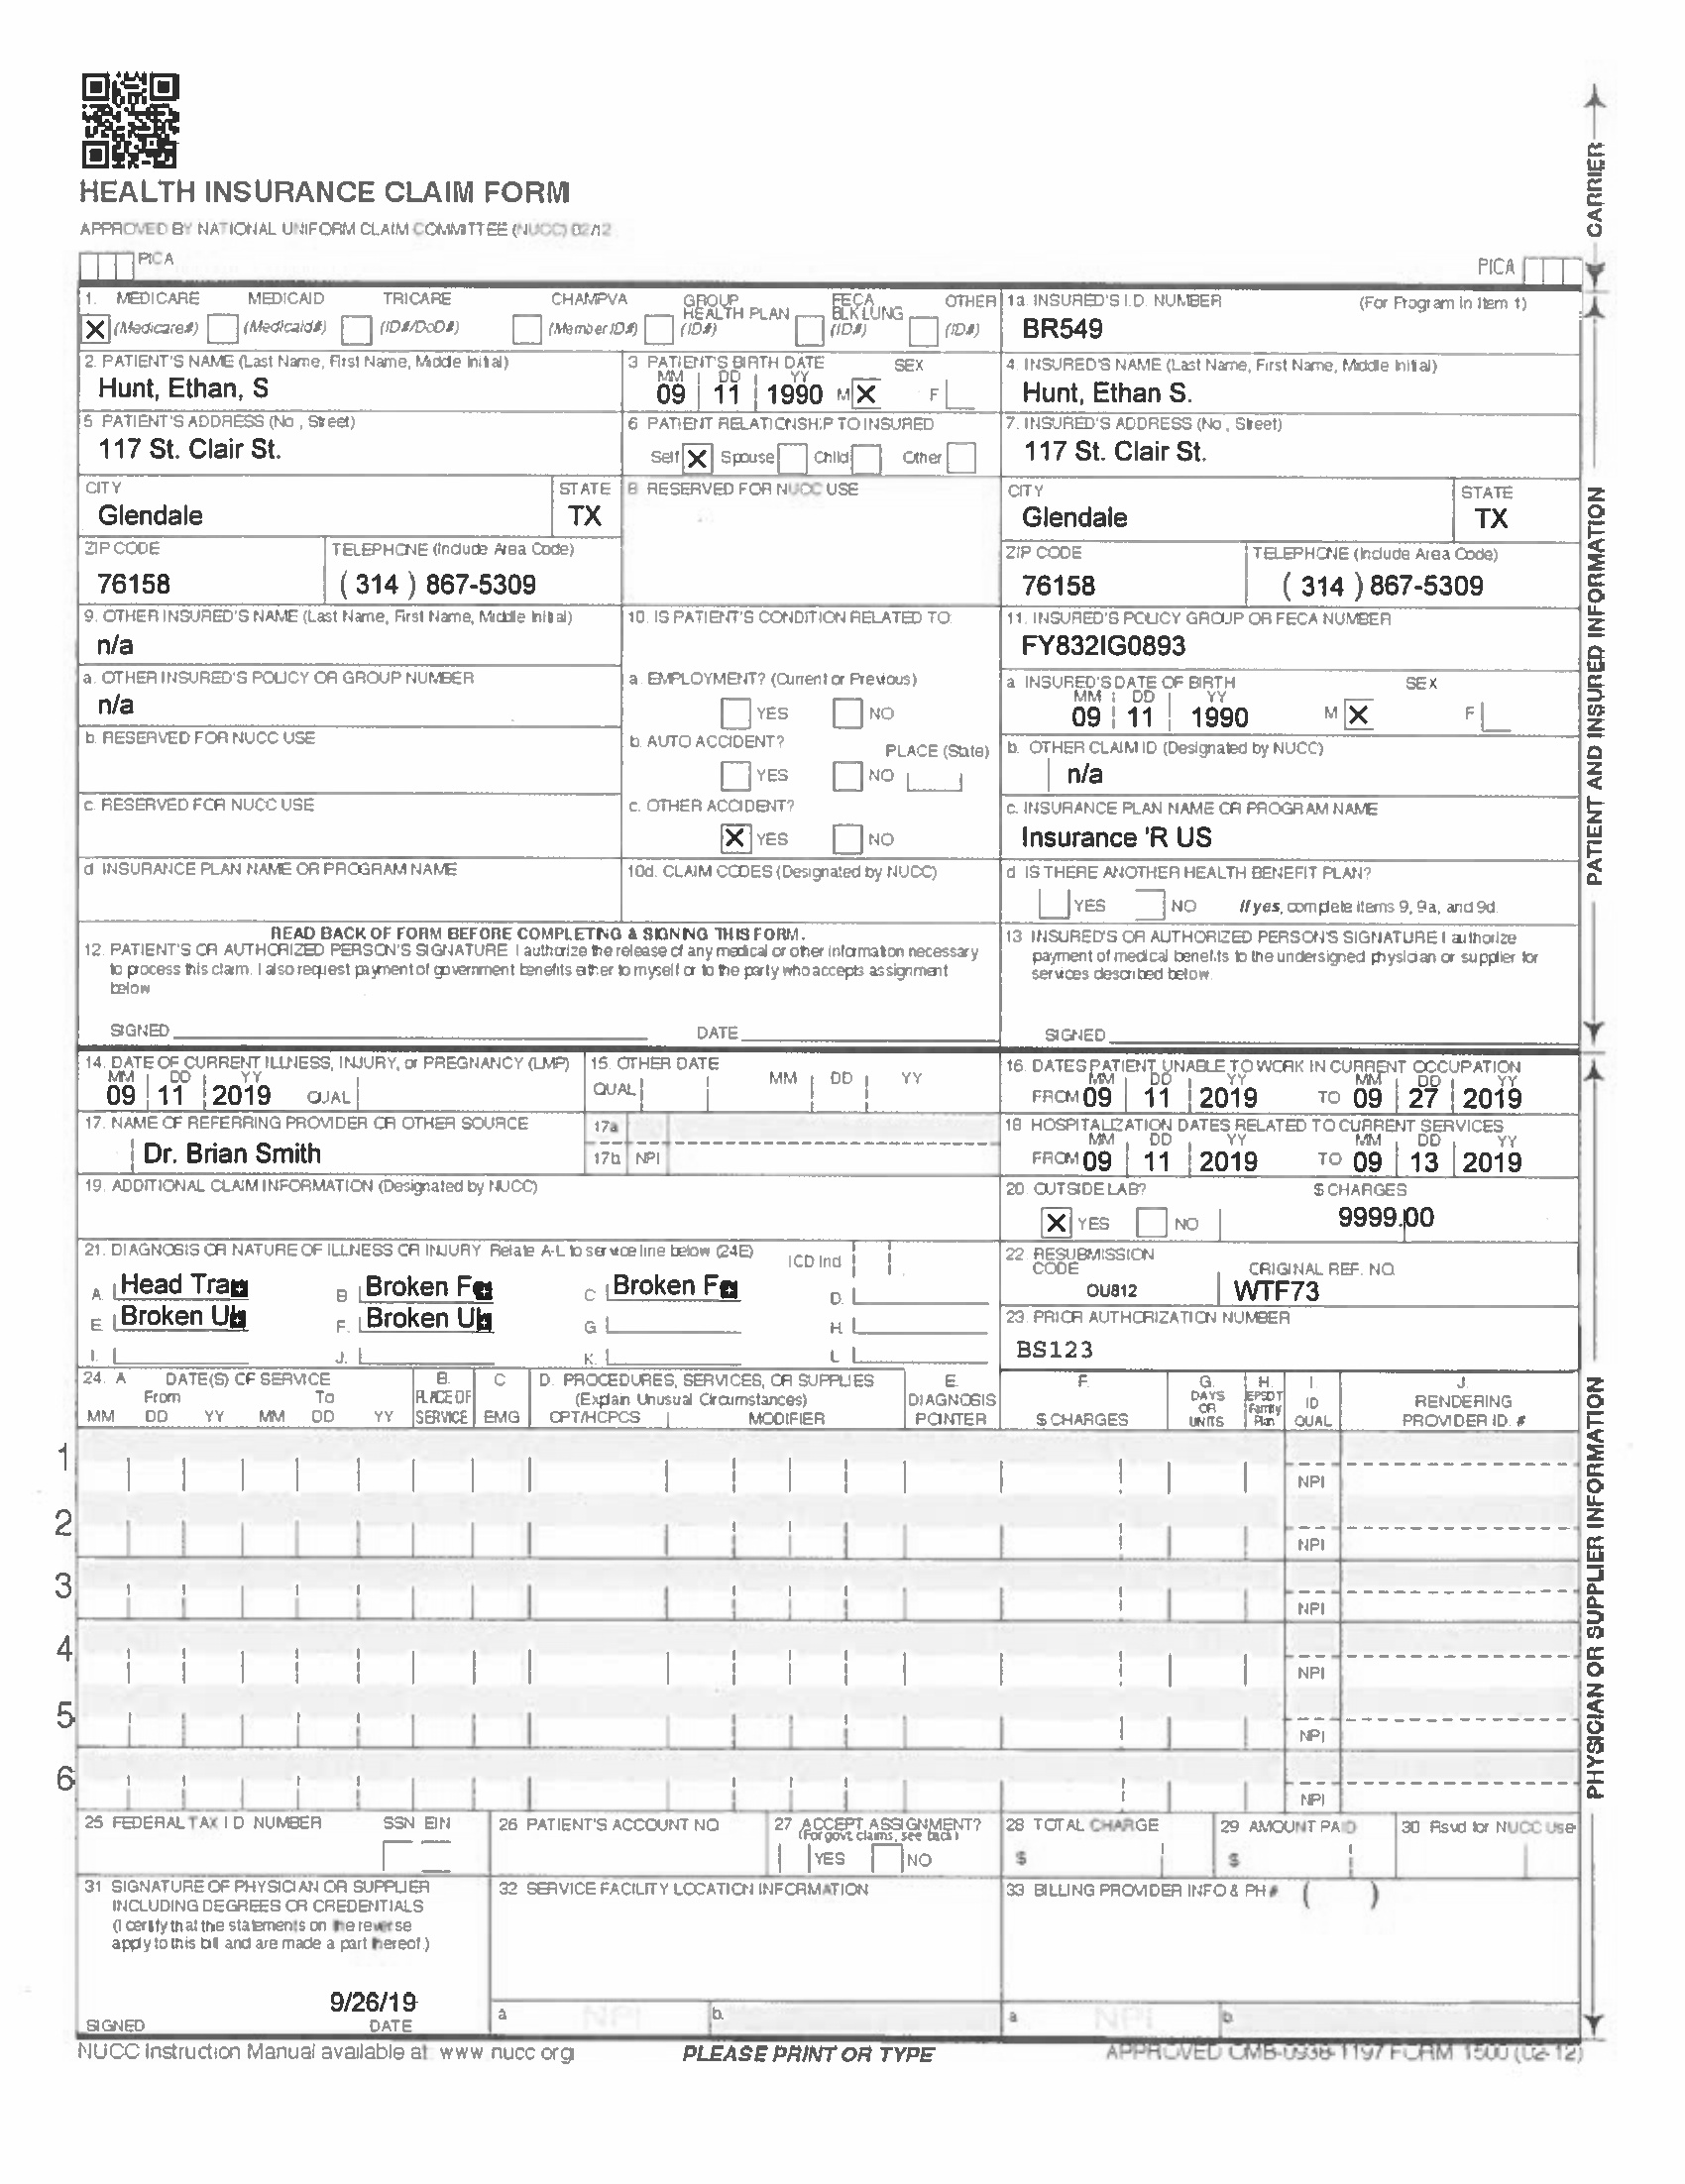 HEALTH INSURANCE CLAIM FORM
APPROVED BY NATIONAL UNIFORM CLAIM COMMITTEE (NUCC) 02/12
PICA
PICA
CARRIER
1. MEDICARE MEDICAID TRICARE CHAMPVA GROUP HEALTH PLAN FECA BLK LUNG OTHER
X (Medicare#) (Medicaid#) (ID#/DoD#) (Member ID#) (ID#) (ID#) (ID#)
1a. INSURED'S I.D. NUMBER (For Program in Item 1)
BR549
2. PATIENT'S NAME (Last Name, First Name, Middle Initial)
Hunt, Ethan, S
3 PATIENT'S BIRTH DATE SEX
MM DD YY
09 11 1990 M X F
4. INSURED'S NAME (Last Name, First Name, Middle Initial)
Hunt, Ethan S.
5 PATIENT'S ADDRESS (No., Street)
117 St. Clair St.
6 PATIENT RELATIONSHIP TO INSURED
Self X Spouse Child Other
7. INSURED'S ADDRESS (No., Street)
117 St. Clair St.
CITY STATE
Glendale TX
8 RESERVED FOR NUCC USE
CITY STATE
Glendale TX
ZIP CODE TELEPHONE (Include Area Code)
76158 ( 314 ) 867-5309
ZIP CODE TELEPHONE (Include Area Code)
76158 ( 314 ) 867-5309
9. OTHER INSURED'S NAME (Last Name, First Name, Middle Initial)
n/a
10. IS PATIENT'S CONDITION RELATED TO
11. INSURED'S POLICY GROUP OR FECA NUMBER
FY832IG0893
a. OTHER INSURED'S POLICY OR GROUP NUMBER
n/a
a. EMPLOYMENT? (Current or Previous)
YES NO
a INSURED'S DATE OF BIRTH SEX
MM DD YY
09 11 1990 M X F
b. RESERVED FOR NUCC USE
b. AUTO ACCIDENT? PLACE (State)
YES NO
b. OTHER CLAIM ID (Designated by NUCC)
n/a
c. RESERVED FOR NUCC USE
c. OTHER ACCIDENT?
X YES NO
c. INSURANCE PLAN NAME OR PROGRAM NAME
Insurance 'R US
d INSURANCE PLAN NAME OR PROGRAM NAME
10d. CLAIM CODES (Designated by NUCC)
d IS THERE ANOTHER HEALTH BENEFIT PLAN?
YES NO If yes, complete items 9, 9a, and 9d.
PATIENT AND INSURED INFORMATION
READ BACK OF FORM BEFORE COMPLETING & SIGNING THIS FORM.
12. PATIENT'S OR AUTHORIZED PERSON'S SIGNATURE I authorize the release of any medical or other information necessary
to process this claim. I also request payment of government benefits either to myself or to the party who accepts assignment
below
SIGNED DATE
13 INSURED'S OR AUTHORIZED PERSON'S SIGNATURE I authorize
payment of medical benefits to the undersigned physician or supplier for
services described below.
SIGNED
14. DATE OF CURRENT ILLNESS, INJURY, or PREGNANCY (LMP)
MM DD YY
09 11 2019 QUAL
15. OTHER DATE
QUAL MM DD YY
16. DATES PATIENT UNABLE TO WORK IN CURRENT OCCUPATION
MM DD YY MM DD YY
FROM 09 11 2019 TO 09 27 2019
17. NAME OF REFERRING PROVIDER OR OTHER SOURCE
Dr. Brian Smith
17a
17b NPI
18 HOSPITALIZATION DATES RELATED TO CURRENT SERVICES
MM DD YY MM DD YY
FROM 09 11 2019 TO 09 13 2019
19. ADDITIONAL CLAIM INFORMATION (Designated by NUCC)
20. OUTSIDE LAB? $ CHARGES
X YES NO 9999.00
21. DIAGNOSIS OR NATURE OF ILLNESS OR INJURY Relate A-L to service line below (24E) ICD Ind
A. Head Tra B Broken F C Broken F D.
E Broken U F. Broken U G H.
I. J. K. L
22 RESUBMISSION CODE ORIGINAL REF. NO.
OU812 WTF73
23. PRIOR AUTHORIZATION NUMBER
BS123
24. A DATE(S) OF SERVICE B. C D. PROCEDURES, SERVICES, OR SUPPLIES E. F. G. H. I. J.
From To PLACE OF (Explain Unusual Circumstances) DIAGNOSIS DAYS OR EPSDT Family ID RENDERING
MM DD YY MM DD YY SERVICE EMG CPT/HCPCS MODIFIER POINTER $ CHARGES UNITS Plan QUAL PROVIDER ID. #
1 NPI
2 NPI
3 NPI
4 NPI
5 NPI
6 NPI
PHYSICIAN OR SUPPLIER INFORMATION
25 FEDERAL TAX I D NUMBER SSN EIN
26 PATIENT'S ACCOUNT NO
27 ACCEPT ASSIGNMENT?
(For govt. claims, see back)
YES NO
28 TOTAL CHARGE
$
29 AMOUNT PAID
$
30 Rsvd for NUCC Use
31 SIGNATURE OF PHYSICIAN OR SUPPLIER
INCLUDING DEGREES OR CREDENTIALS
(I certify that the statements on the reverse
apply to this bill and are made a part hereof.)
9/26/19
SIGNED DATE
32 SERVICE FACILITY LOCATION INFORMATION
a NPI b.
33 BILLING PROVIDER INFO & PH # ( )
a NPI b
NUCC Instruction Manual available at: www nucc org
PLEASE PRINT OR TYPE
APPROVED OMB-0938-1197 FORM 1500 (02-12)